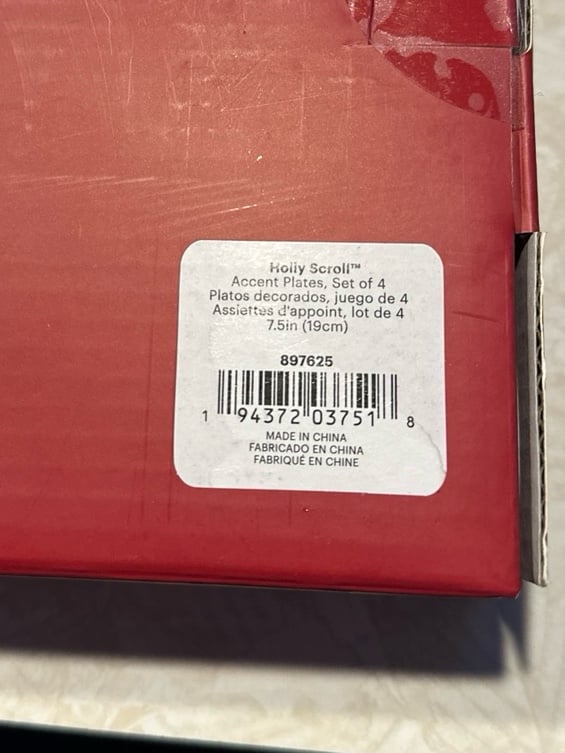 Holly Scroll™
Accent Plates, Set of 4
Platos decorados, juego de 4
Assiettes d'appoint, lot de 4
7.5in (19cm)
897625
1 94372 03751 8
MADE IN CHINA
FABRICADO EN CHINA
FABRIQUÉ EN CHINE